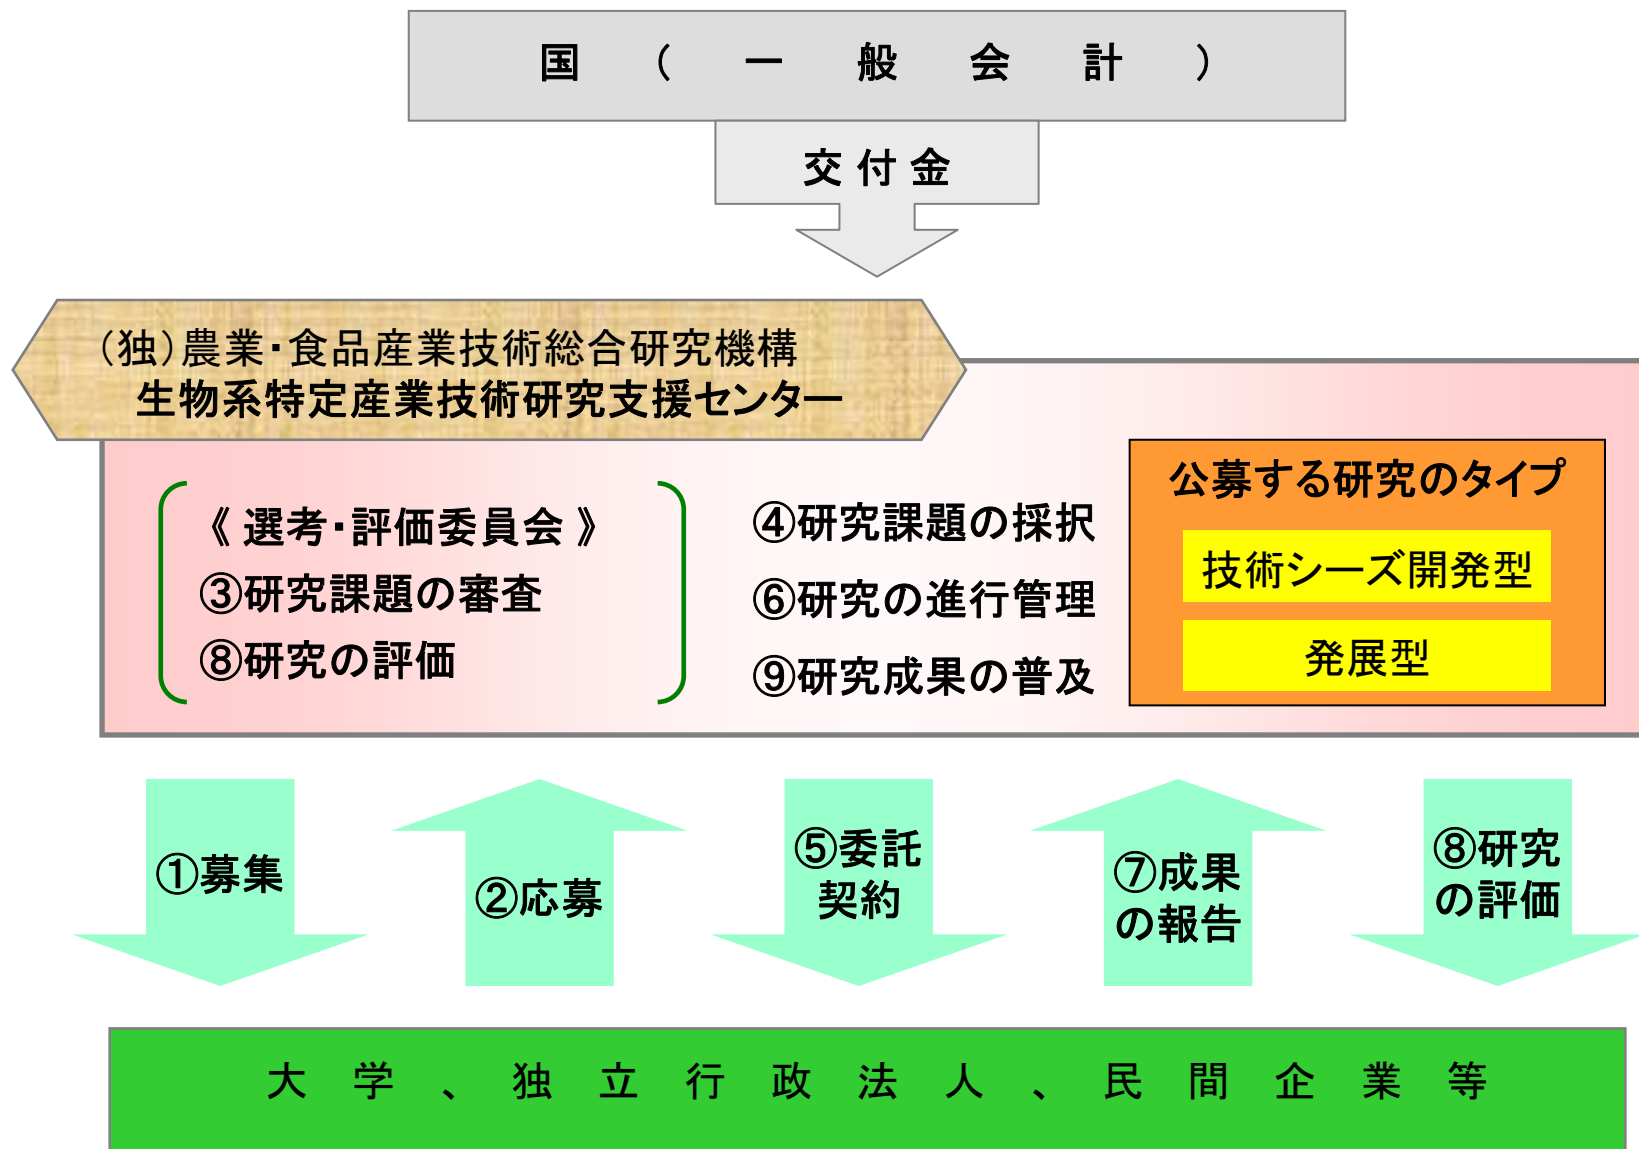 国（一般会計）
交付金
（独）農業・食品産業技術総合研究機構
生物系特定産業技術研究支援センター
《 選考・評価委員会 》
③研究課題の審査
⑧研究の評価
④研究課題の採択
⑥研究の進行管理
⑨研究成果の普及
公募する研究のタイプ
技術シーズ開発型
発展型
①募集
②応募
⑤委託
契約
⑦成果
の報告
⑧研究
の評価
大学、独立行政法人、民間企業等